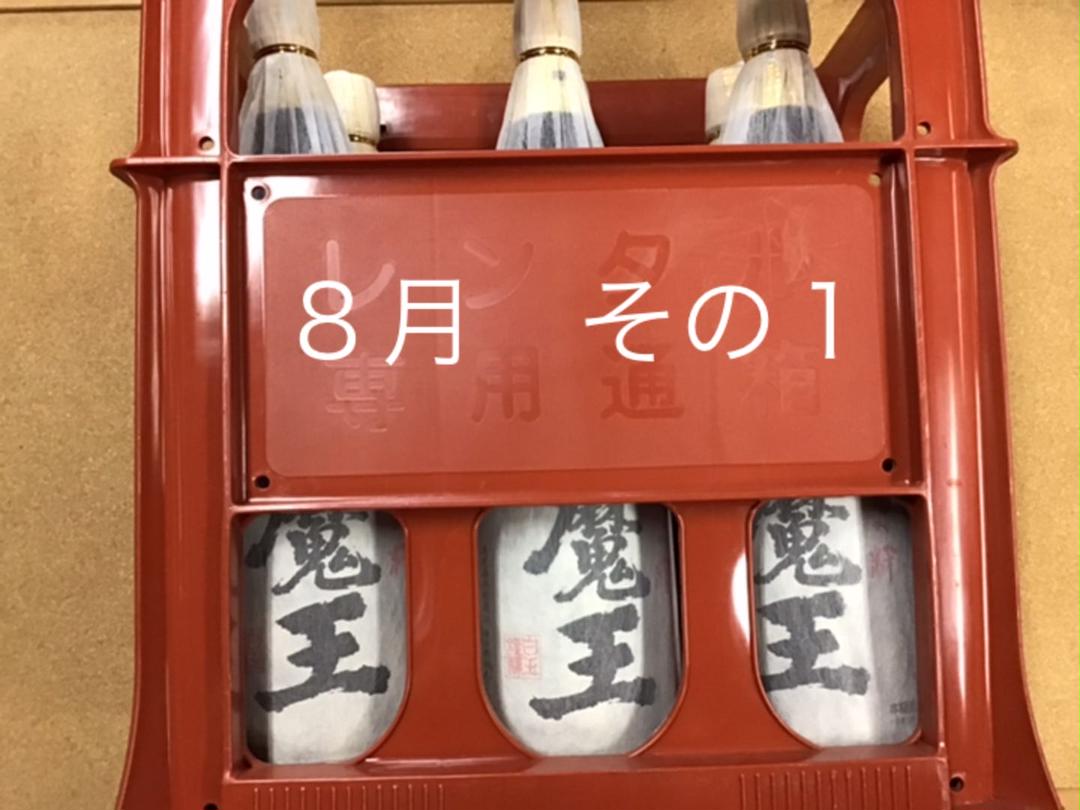 レンタル
8月 その1
専用通箱
魔王
魔王
魔王